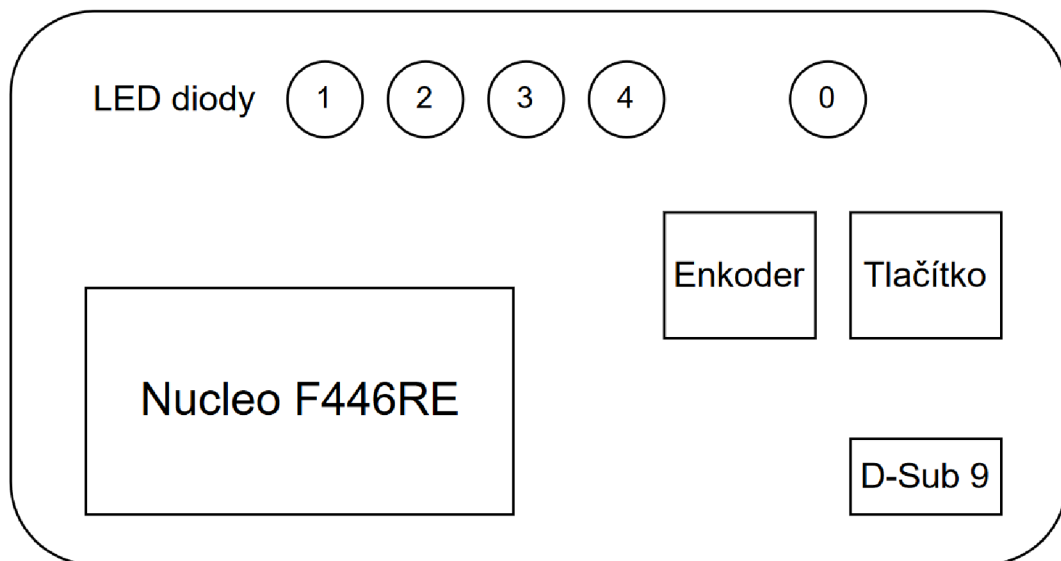 LED diody 1 2 3 4 0
Enkoder Tlačítko
Nucleo F446RE
D-Sub 9